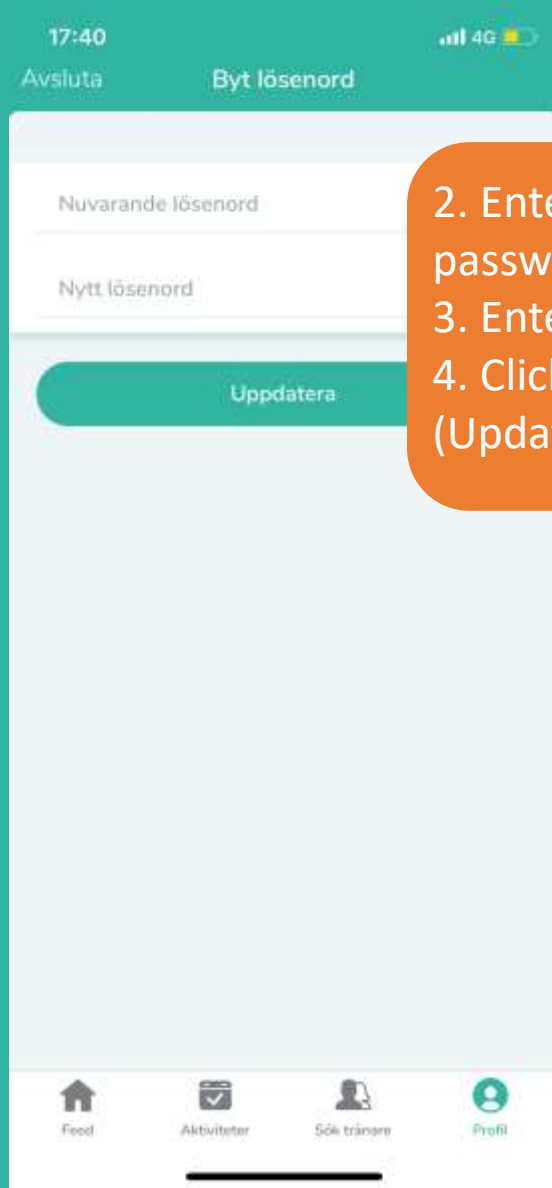 17:40
4G
Avsluta
Byt lösenord
Nuvarande lösenord
Nytt lösenord
2. Ente
passw
3. Ente
4. Clic
(Upda
Uppdatera
Feed
Aktiviteter
Sök tränare
Profil